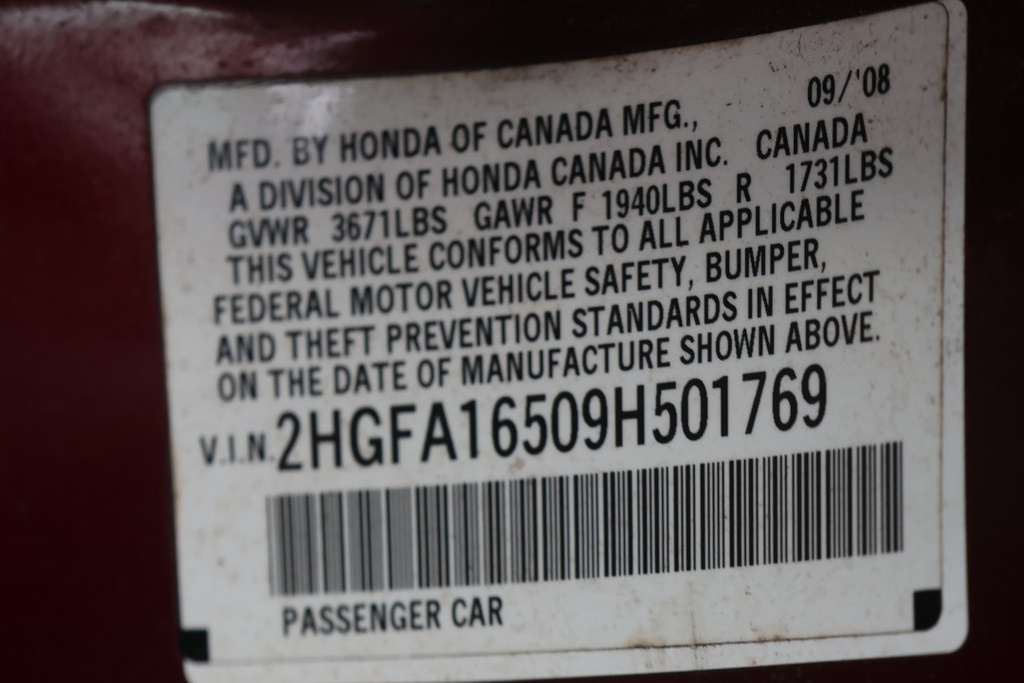 09/'08
MFD. BY HONDA OF CANADA MFG.,
A DIVISION OF HONDA CANADA INC. CANADA
GVWR 3671LBS GAWR F 1940LBS R 1731LBS
THIS VEHICLE CONFORMS TO ALL APPLICABLE
FEDERAL MOTOR VEHICLE SAFETY, BUMPER,
AND THEFT PREVENTION STANDARDS IN EFFECT
ON THE DATE OF MANUFACTURE SHOWN ABOVE.
V.I.N. 2HGFA16509H501769
PASSENGER CAR